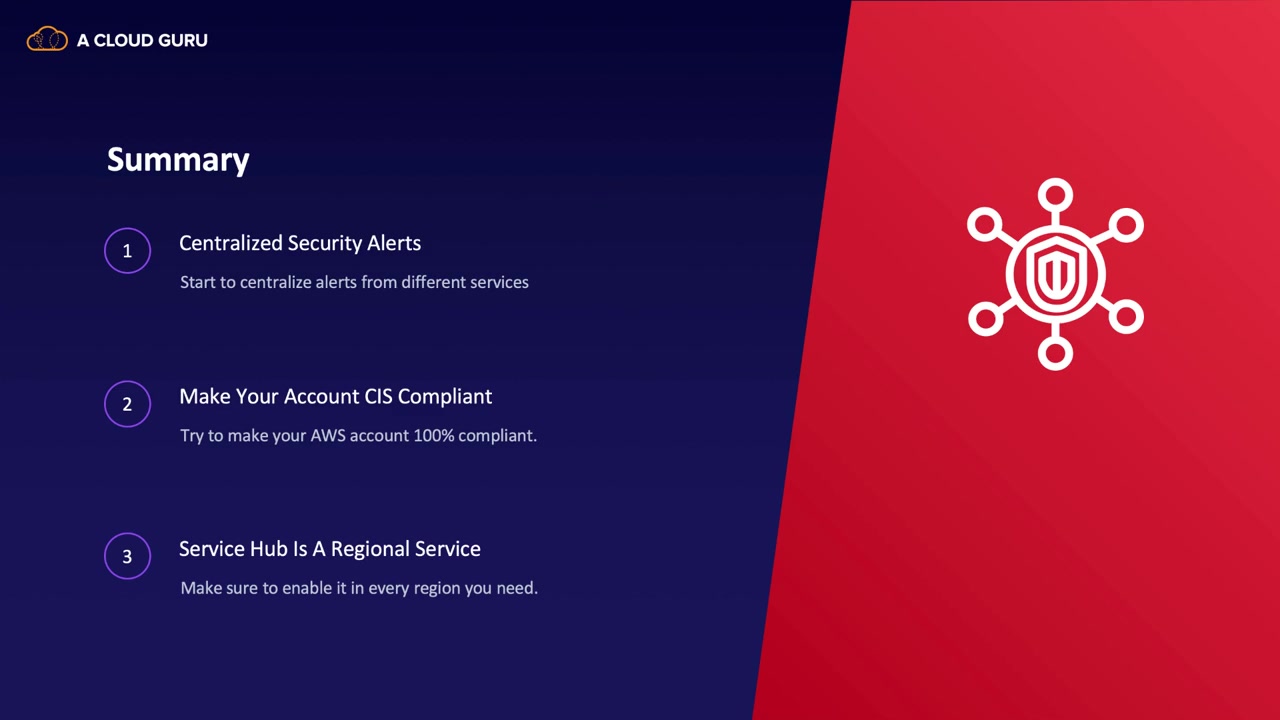 A CLOUD GURU
Summary
1
Centralized Security Alerts
Start to centralize alerts from different services
2
Make Your Account CIS Compliant
Try to make your AWS account 100% compliant.
3
Service Hub Is A Regional Service
Make sure to enable it in every region you need.